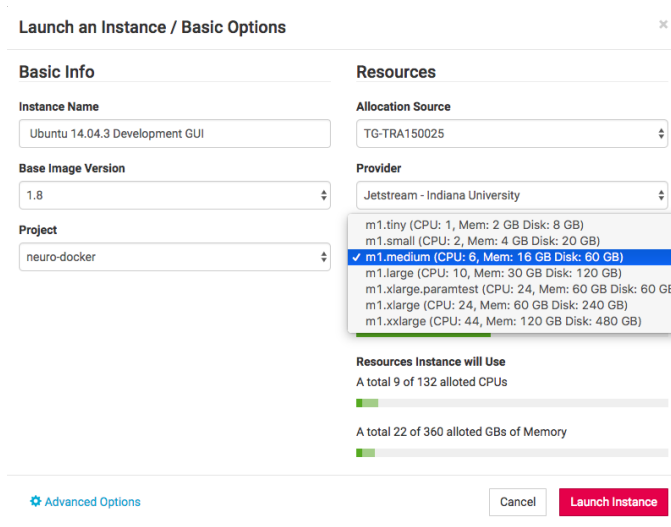 Launch an Instance / Basic Options
×
Basic Info
Instance Name
Ubuntu 14.04.3 Development GUI
Base Image Version
1.8
Project
neuro-docker
Resources
Allocation Source
TG-TRA150025
Provider
Jetstream - Indiana University
m1.tiny (CPU: 1, Mem: 2 GB Disk: 8 GB)
m1.small (CPU: 2, Mem: 4 GB Disk: 20 GB)
✓ m1.medium (CPU: 6, Mem: 16 GB Disk: 60 GB)
m1.large (CPU: 10, Mem: 30 GB Disk: 120 GB)
m1.xlarge.paramtest (CPU: 24, Mem: 60 GB Disk: 60 GB
m1.xlarge (CPU: 24, Mem: 60 GB Disk: 240 GB)
m1.xxlarge (CPU: 44, Mem: 120 GB Disk: 480 GB)
Resources Instance will Use
A total 9 of 132 alloted CPUs
A total 22 of 360 alloted GBs of Memory
Advanced Options
Cancel
Launch Instance